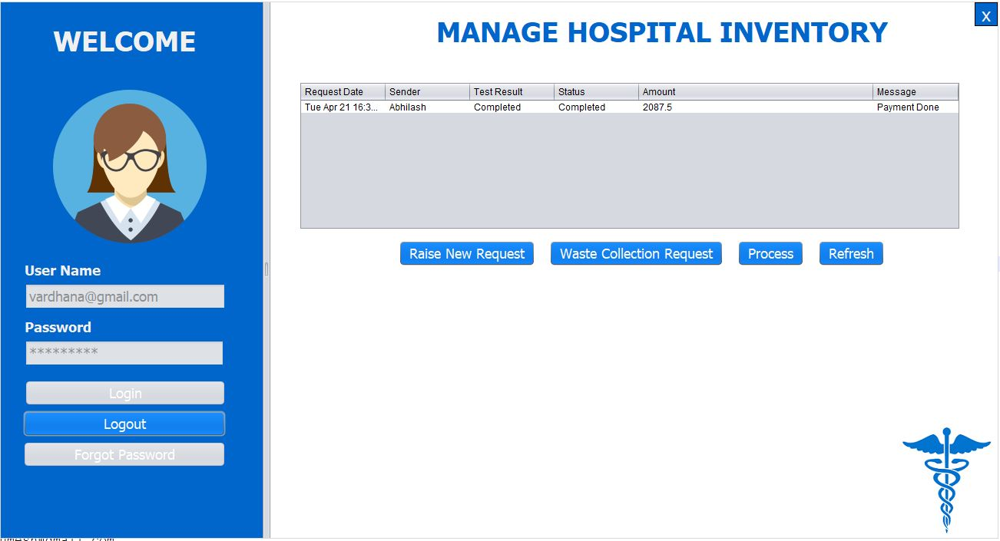 WELCOME
User Name
vardhana@gmail.com
Password
*********
Login
Logout
Forgot Password
X
MANAGE HOSPITAL INVENTORY
Request Date Sender Test Result Status Amount Message
Tue Apr 21 16:3... Abhilash Completed Completed 2087.5 Payment Done
Raise New Request Waste Collection Request Process Refresh